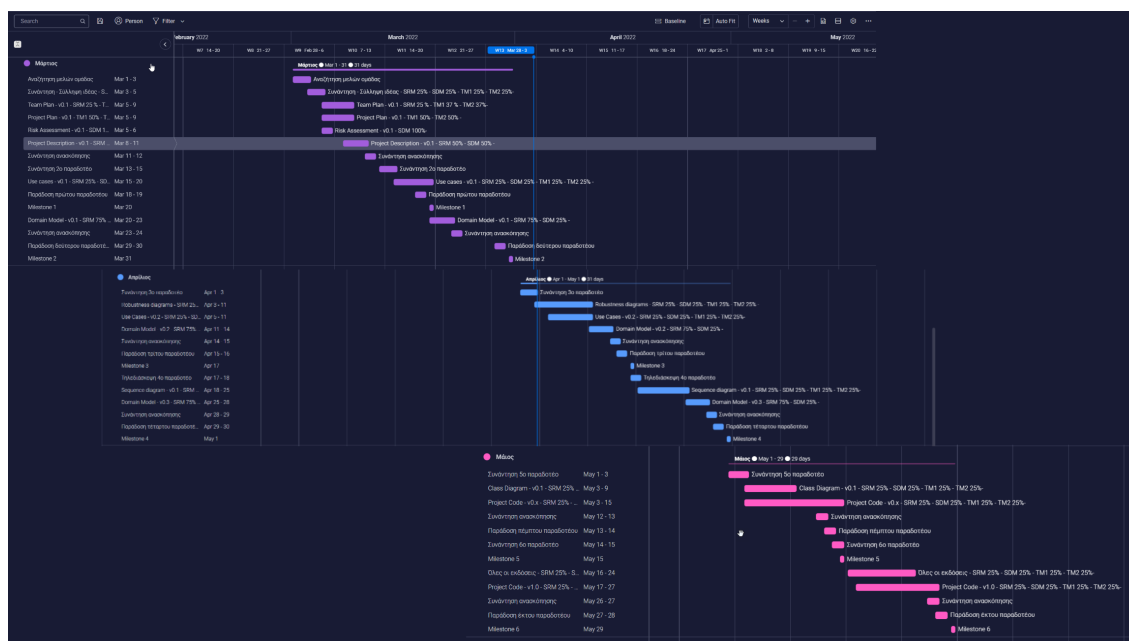 Search Person Filter Baseline Auto Fit Weeks
February 2022 March 2022 April 2022 May 2022
W7 14 - 20 W8 21 - 27 W9 Feb 28 - 6 W10 7 - 13 W11 14 - 20 W12 21 - 27 W13 Mar 28 - 3 W14 4 - 10 W15 11 - 17 W16 18 - 24 W17 Apr 25 - 1 W18 2 - 8 W19 9 - 15 W20 16 - 22
Μάρτιος Μάρτιος Mar 1 - 31 31 days
Αναζήτηση μελών ομάδας Mar 1 - 3 Αναζήτηση μελών ομάδας
Συνάντηση - Σύλληψη ιδέας - S... Mar 3 - 5 Συνάντηση - Σύλληψη ιδέας - SRM 25% - SDM 25% - TM1 25% - TM2 25%-
Team Plan - v0.1 - SRM 25 % - T... Mar 5 - 9 Team Plan - v0.1 - SRM 25 % - TM1 37 % - TM2 37%-
Project Plan - v0.1 - TM1 50% - T... Mar 5 - 9 Project Plan - v0.1 - TM1 50% - TM2 50%-
Risk Assessment - v0.1 - SDM 1... Mar 5 - 6 Risk Assessment - v0.1 - SDM 100%-
Project Description - v0.1 - SRM ... Mar 8 - 11 Project Description - v0.1 - SRM 50% - SDM 50% -
Συνάντηση ανασκόπησης Mar 11 - 12 Συνάντηση ανασκόπησης
Συνάντηση 2ο παραδοτέο Mar 13 - 15 Συνάντηση 2ο παραδοτέο
Use cases - v0.1 - SRM 25% - SD... Mar 15 - 20 Use cases - v0.1 - SRM 25% - SDM 25% - TM1 25% - TM2 25% -
Παράδοση πρώτου παραδοτέου Mar 18 - 19 Παράδοση πρώτου παραδοτέου
Milestone 1 Mar 20 Milestone 1
Domain Model - v0.1 - SRM 75% ... Mar 20 - 23 Domain Model - v0.1 - SRM 75% - SDM 25% -
Συνάντηση ανασκόπησης Mar 23 - 24 Συνάντηση ανασκόπησης
Παράδοση δεύτερου παραδοτέ... Mar 29 - 30 Παράδοση δεύτερου παραδοτέου
Milestone 2 Mar 31 Milestone 2
Απρίλιος Απρίλιος Apr 1 - May 1 31 days
Συνάντηση 3ο παραδοτέο Apr 1 - 3 Συνάντηση 3ο παραδοτέο
Robustness diagrams - SRM 25... Apr 3 - 11 Robustness diagrams - SRM 25% - SDM 25% - TM1 25% - TM2 25%-
Use Cases - v0.2 - SRM 25% - SD... Apr 5 - 11 Use Cases - v0.2 - SRM 25% - SDM 25% - TM1 25% - TM2 25%-
Domain Model - v0.2 - SRM 75%... Apr 11 - 14 Domain Model - v0.2 - SRM 75% - SDM 25% -
Συνάντηση ανασκόπησης Apr 14 - 15 Συνάντηση ανασκόπησης
Παράδοση τρίτου παραδοτέου Apr 15 - 16 Παράδοση τρίτου παραδοτέου
Milestone 3 Apr 17 Milestone 3
Τηλεδιάσκεψη 4ο παραδοτέο Apr 17 - 18 Τηλεδιάσκεψη 4ο παραδοτέο
Sequence diagram - v0.1 - SRM ... Apr 18 - 25 Sequence diagram - v0.1 - SRM 25% - SDM 25% - TM1 25% - TM2 25%-
Domain Model - v0.3 - SRM 75%... Apr 25 - 28 Domain Model - v0.3 - SRM 75% - SDM 25%-
Συνάντηση ανασκόπησης Apr 28 - 29 Συνάντηση ανασκόπησης
Παράδοση τέταρτου παραδοτέ... Apr 29 - 30 Παράδοση τέταρτου παραδοτέου
Milestone 4 May 1 Milestone 4
Μάιος Μάιος May 1 - 29 29 days
Συνάντηση 5ο παραδοτέο May 1 - 3 Συνάντηση 5ο παραδοτέο
Class Diagram - v0.1 - SRM 25% ... May 3 - 9 Class Diagram - v0.1 - SRM 25% - SDM 25% - TM1 25% - TM2 25%-
Project Code - v0.x - SRM 25% - ... May 3 - 15 Project Code - v0.x - SRM 25% - SDM 25% - TM1 25% - TM2 25%-
Συνάντηση ανασκόπησης May 12 - 13 Συνάντηση ανασκόπησης
Παράδοση πέμπτου παραδοτέου May 13 - 14 Παράδοση πέμπτου παραδοτέου
Συνάντηση 6ο παραδοτέο May 14 - 15 Συνάντηση 6ο παραδοτέο
Milestone 5 May 15 Milestone 5
Όλες οι εκδόσεις - SRM 25% - S... May 16 - 24 Όλες οι εκδόσεις - SRM 25% - SDM 25% - TM1 25% - TM2 25%-
Project Code - v1.0 - SRM 25% - ... May 17 - 27 Project Code - v1.0 - SRM 25% - SDM 25% - TM1 25% - TM2 25%-
Συνάντηση ανασκόπησης May 26 - 27 Συνάντηση ανασκόπησης
Παράδοση έκτου παραδοτέου May 27 - 28 Παράδοση έκτου παραδοτέου
Milestone 6 May 29 Milestone 6